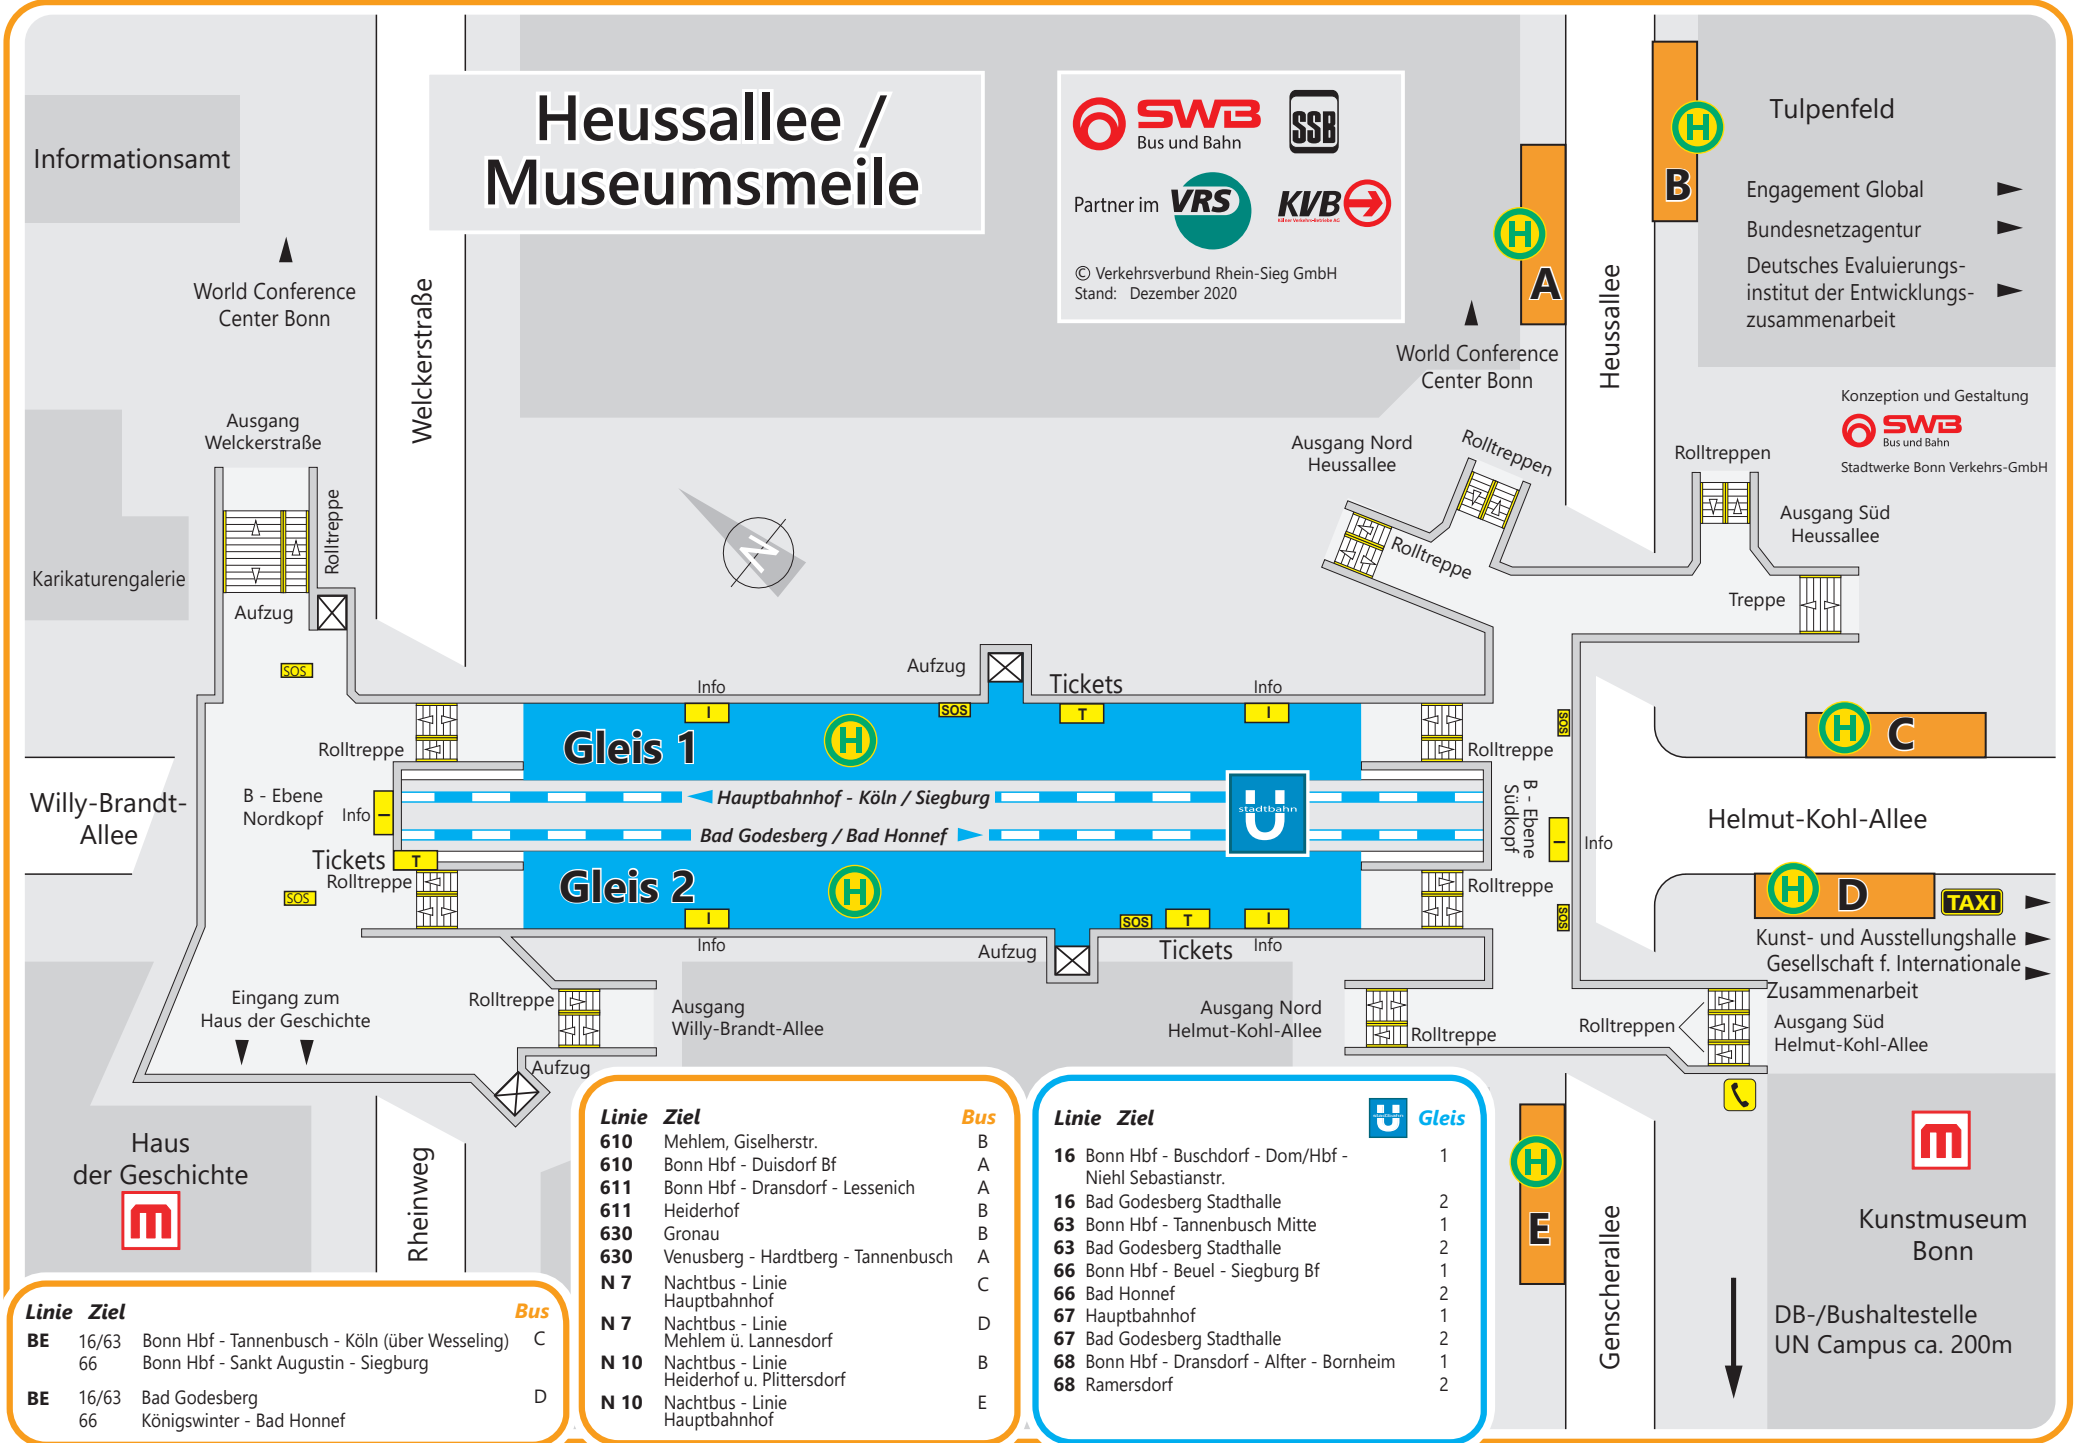 Heussallee /
Museumsmeile
SWB
Bus und Bahn
SSB
Partner im VRS
KVB
© Verkehrsverbund Rhein-Sieg GmbH
Stand: Dezember 2020
Informationsamt
World Conference
Center Bonn
Welckerstraße
A
B
Heussallee
H
H
World Conference
Center Bonn
Tulpenfeld
Engagement Global
Bundesnetzagentur
Deutsches Evaluierungs-
institut der Entwicklungs-
zusammenarbeit
Konzeption und Gestaltung
SWB
Bus und Bahn
Stadtwerke Bonn Verkehrs-GmbH
Ausgang
Welckerstraße
Rolltreppe
Karikaturengalerie
Aufzug
SOS
N
Ausgang Nord
Heussallee
Rolltreppen
Rolltreppe
Rolltreppen
Ausgang Süd
Heussallee
Treppe
Aufzug
Tickets
Info
Info
I
SOS
T
I
Rolltreppe
Gleis 1
H
Rolltreppe
SOS
H
C
Willy-Brandt-
Allee
B - Ebene
Nordkopf
Info
I
Hauptbahnhof - Köln / Siegburg
Bad Godesberg / Bad Honnef
stadtbahn
U
B - Ebene
Südkopf
I
Info
Helmut-Kohl-Allee
Tickets
T
Rolltreppe
SOS
Gleis 2
H
Rolltreppe
SOS
H
D
TAXI
I
SOS
T
I
Info
Aufzug
Tickets
Info
Kunst- und Ausstellungshalle
Gesellschaft f. Internationale
Zusammenarbeit
Eingang zum
Haus der Geschichte
Rolltreppe
Ausgang
Willy-Brandt-Allee
Aufzug
Ausgang Nord
Helmut-Kohl-Allee
Rolltreppe
Rolltreppen
Ausgang Süd
Helmut-Kohl-Allee
Haus
der Geschichte
m
Rheinweg
H
E
Genscherallee
m
Kunstmuseum
Bonn
DB-/Bushaltestelle
UN Campus ca. 200m
Linie Ziel Bus
BE 16/63 Bonn Hbf - Tannenbusch - Köln (über Wesseling) C
66 Bonn Hbf - Sankt Augustin - Siegburg
BE 16/63 Bad Godesberg D
66 Königswinter - Bad Honnef
Linie Ziel Bus
610 Mehlem, Giselherstr. B
610 Bonn Hbf - Duisdorf Bf A
611 Bonn Hbf - Dransdorf - Lessenich A
611 Heiderhof B
630 Gronau B
630 Venusberg - Hardtberg - Tannenbusch A
N 7 Nachtbus - Linie C
Hauptbahnhof
N 7 Nachtbus - Linie D
Mehlem ü. Lannesdorf
N 10 Nachtbus - Linie B
Heiderhof u. Plittersdorf
N 10 Nachtbus - Linie E
Hauptbahnhof
Linie Ziel stadtbahn U Gleis
16 Bonn Hbf - Buschdorf - Dom/Hbf - 1
Niehl Sebastianstr.
16 Bad Godesberg Stadthalle 2
63 Bonn Hbf - Tannenbusch Mitte 1
63 Bad Godesberg Stadthalle 2
66 Bonn Hbf - Beuel - Siegburg Bf 1
66 Bad Honnef 2
67 Hauptbahnhof 1
67 Bad Godesberg Stadthalle 2
68 Bonn Hbf - Dransdorf - Alfter - Bornheim 1
68 Ramersdorf 2